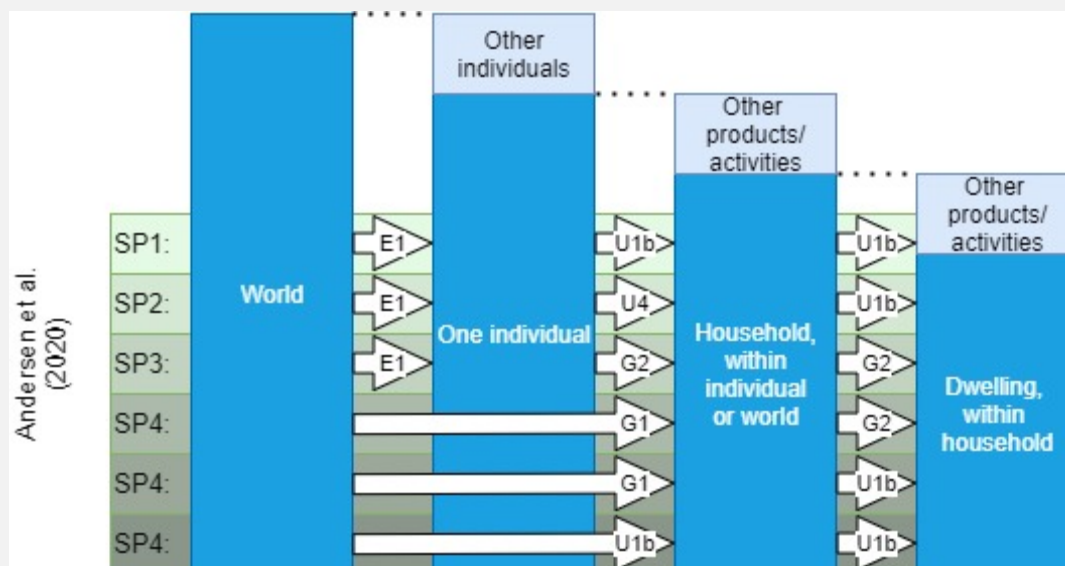 Other
individuals
Other
products/
activities
Other
products/
activities
Andersen et al.
(2020)
SP1:
E1
U1b
U1b
SP2:
World
E1
U4
U1b
One individual
Household,
within
individual
or world
SP3:
E1
G2
G2
Dwelling,
within
household
SP4:
G1
G2
SP4:
G1
U1b
SP4:
U1b
U1b